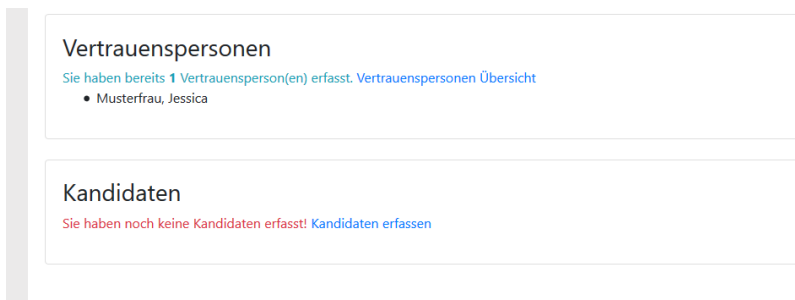 Vertrauenspersonen
Sie haben bereits 1 Vertrauensperson(en) erfasst. Vertrauenspersonen Übersicht
• Musterfrau, Jessica
Kandidaten
Sie haben noch keine Kandidaten erfasst! Kandidaten erfassen